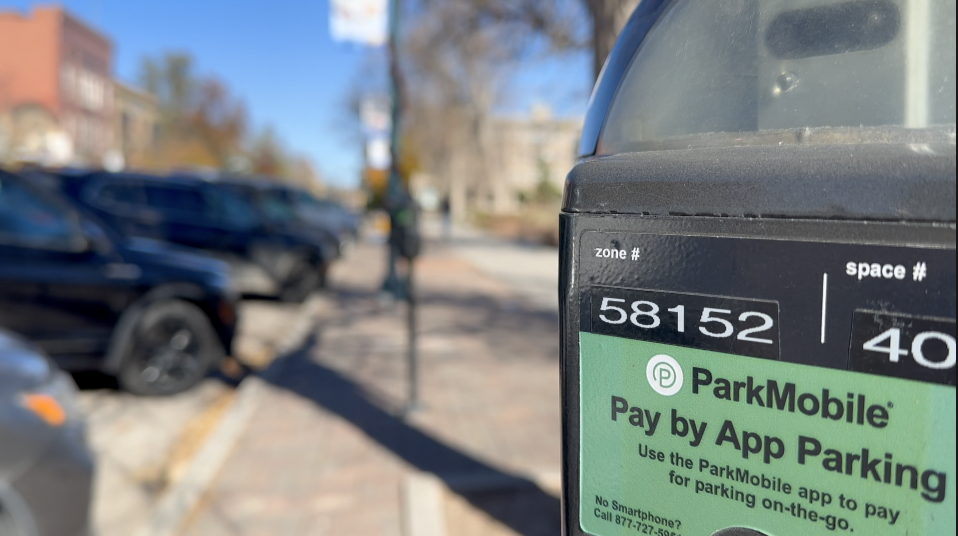 zone #
space #
58152
40
P ParkMobile
Pay by App Parking
Use the ParkMobile app to pay
for parking on-the-go.
No Smartphone?
Call